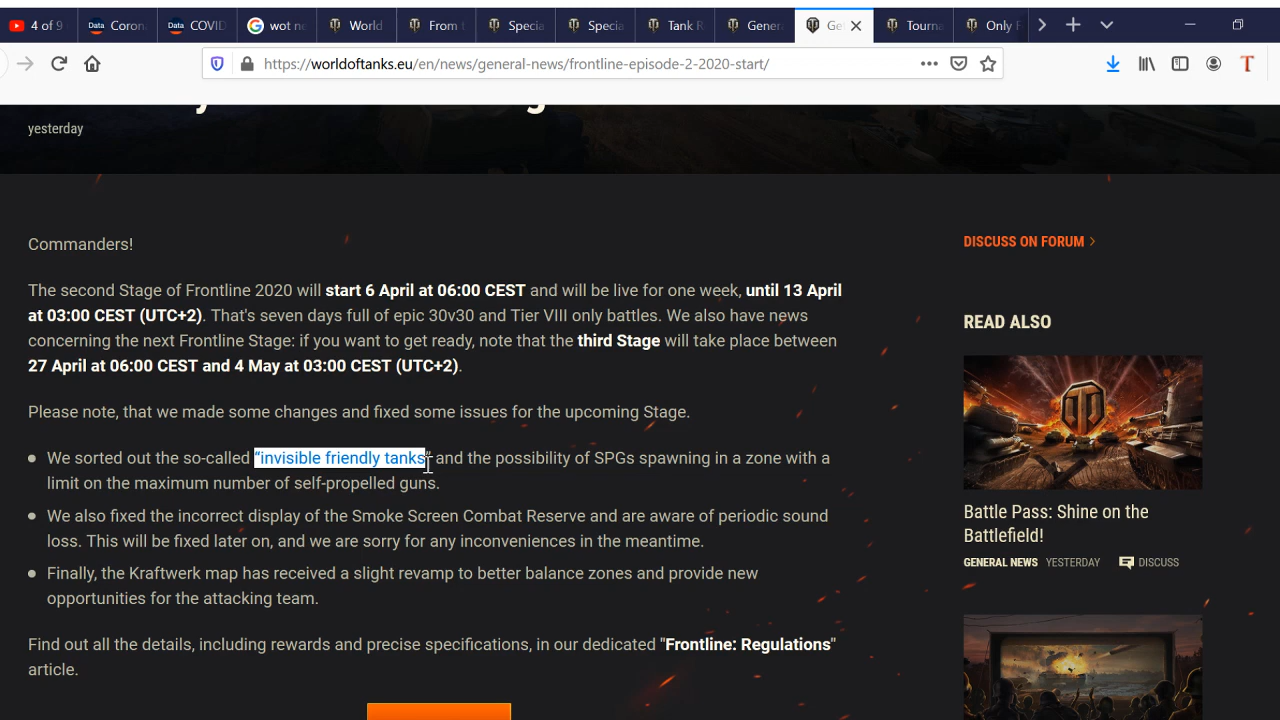 4 of 9
Coron
COVID
wot ne
World
From t
Specia
Specia
Tank R
Genera
Ge
Tourna
Only F
https://worldoftanks.eu/en/news/general-news/frontline-episode-2-2020-start/
yesterday
Commanders!
The second Stage of Frontline 2020 will start 6 April at 06:00 CEST and will be live for one week, until 13 April
at 03:00 CEST (UTC+2). That's seven days full of epic 30v30 and Tier VIII only battles. We also have news
concerning the next Frontline Stage: if you want to get ready, note that the third Stage will take place between
27 April at 06:00 CEST and 4 May at 03:00 CEST (UTC+2).
Please note, that we made some changes and fixed some issues for the upcoming Stage.
We sorted out the so-called “invisible friendly tanks” and the possibility of SPGs spawning in a zone with a
limit on the maximum number of self-propelled guns.
We also fixed the incorrect display of the Smoke Screen Combat Reserve and are aware of periodic sound
loss. This will be fixed later on, and we are sorry for any inconveniences in the meantime.
Finally, the Kraftwerk map has received a slight revamp to better balance zones and provide new
opportunities for the attacking team.
Find out all the details, including rewards and precise specifications, in our dedicated "Frontline: Regulations"
article.
DISCUSS ON FORUM
READ ALSO
Battle Pass: Shine on the
Battlefield!
GENERAL NEWS YESTERDAY DISCUSS